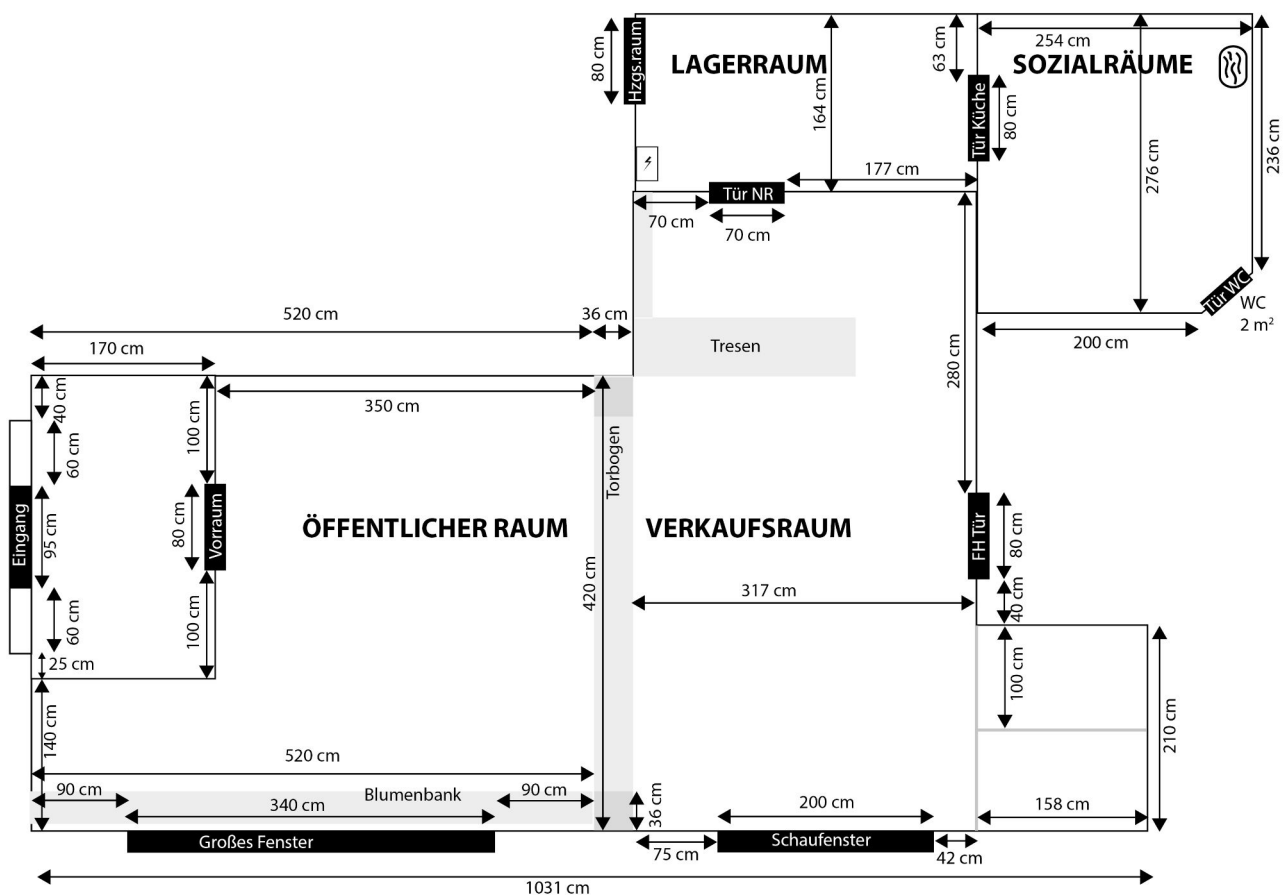 LAGERRAUM
SOZIALRÄUME
Hzgs.raum
80 cm
164 cm
63 cm
254 cm
Tür Küche
80 cm
276 cm
236 cm
177 cm
Tür NR
70 cm
70 cm
Tür WC
WC
2 m²
200 cm
520 cm
36 cm
Tresen
280 cm
170 cm
350 cm
40 cm
60 cm
100 cm
Torbogen
Eingang
95 cm
80 cm
Vorraum
ÖFFENTLICHER RAUM
VERKAUFSRAUM
FH Tür
80 cm
420 cm
317 cm
40 cm
60 cm
100 cm
25 cm
100 cm
140 cm
210 cm
520 cm
90 cm
Blumenbank
90 cm
340 cm
36 cm
200 cm
158 cm
Großes Fenster
Schaufenster
75 cm
42 cm
1031 cm